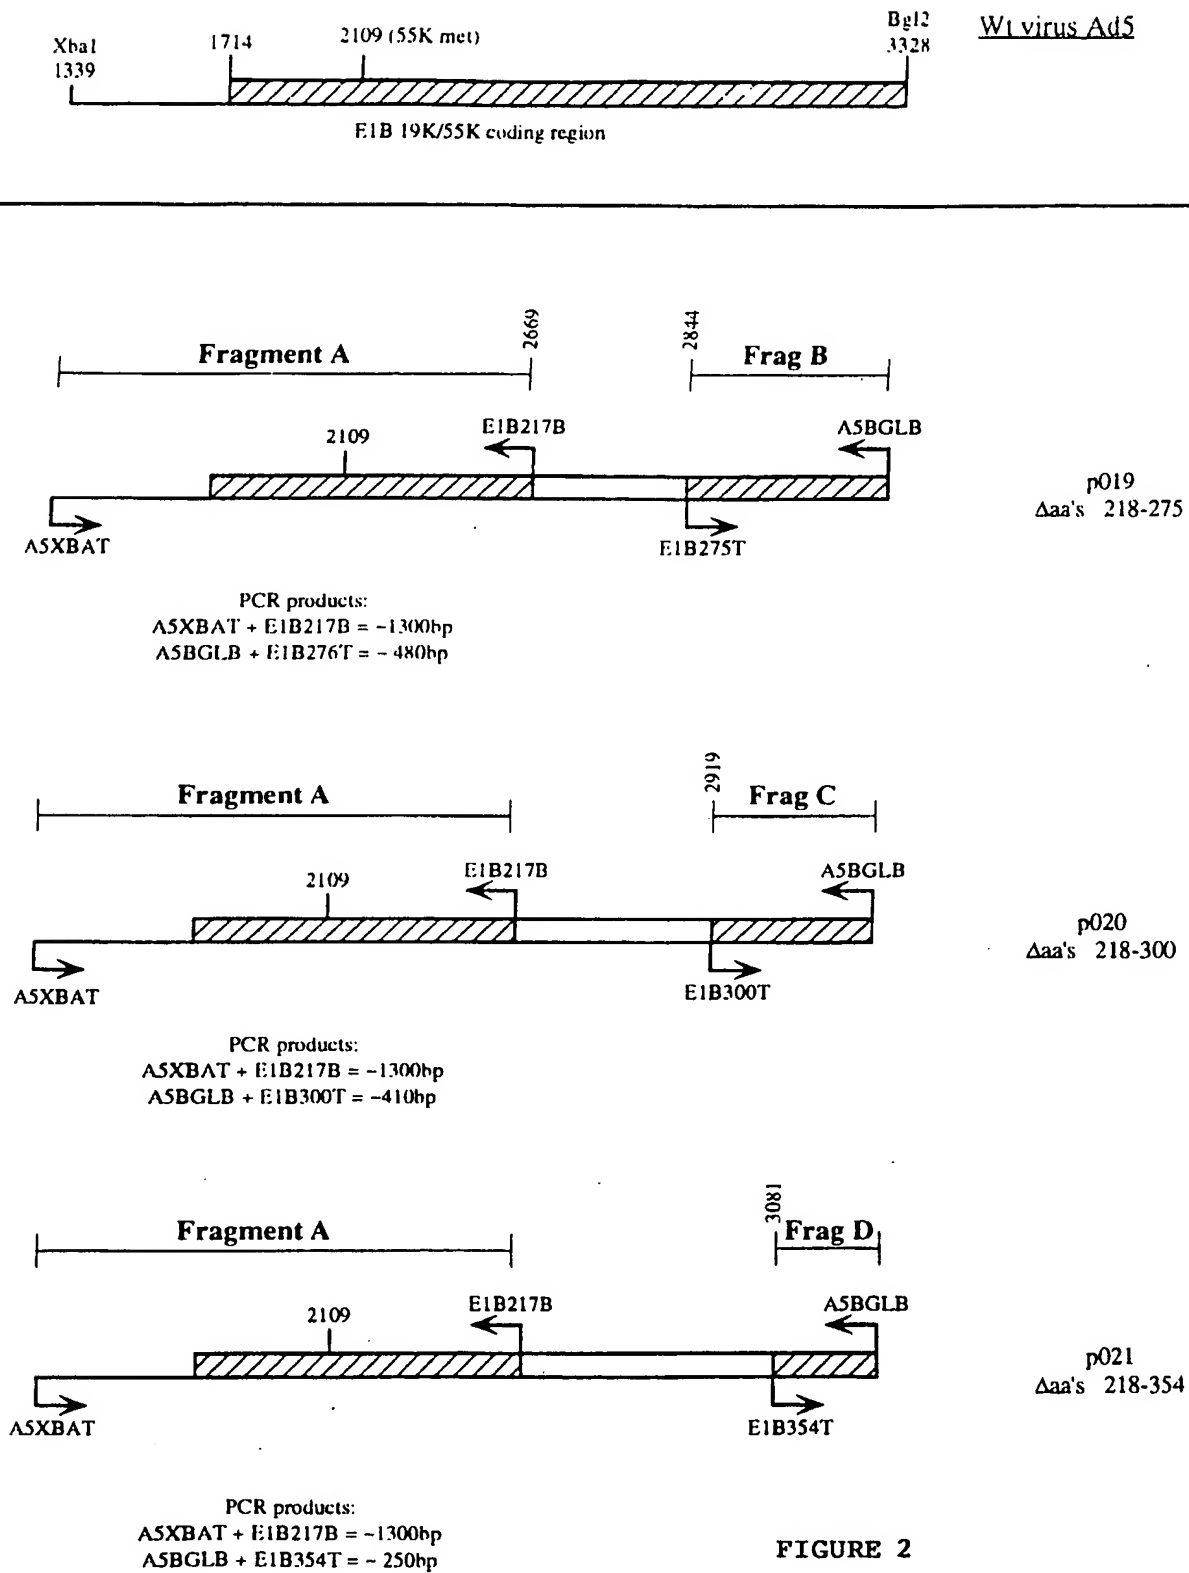 Wt virus Ad5
Xba1
1339
1714
2109 (55K met)
Bgl2
3328
E1B 19K/55K coding region
2669
2844
Fragment A
Frag B
E1B217B
A5BGLB
2109
A5XBAT
E1B275T
p019
Δaa's 218-275
PCR products:
A5XBAT + E1B217B = ~1300bp
A5BGLB + E1B276T = ~ 480bp
2919
Fragment A
Frag C
E1B217B
A5BGLB
2109
A5XBAT
E1B300T
p020
Δaa's 218-300
PCR products:
A5XBAT + E1B217B = ~1300bp
A5BGLB + E1B300T = ~410bp
3081
Fragment A
Frag D
E1B217B
A5BGLB
2109
A5XBAT
E1B354T
p021
Δaa's 218-354
PCR products:
A5XBAT + E1B217B = ~1300bp
A5BGLB + E1B354T = ~ 250bp
FIGURE 2